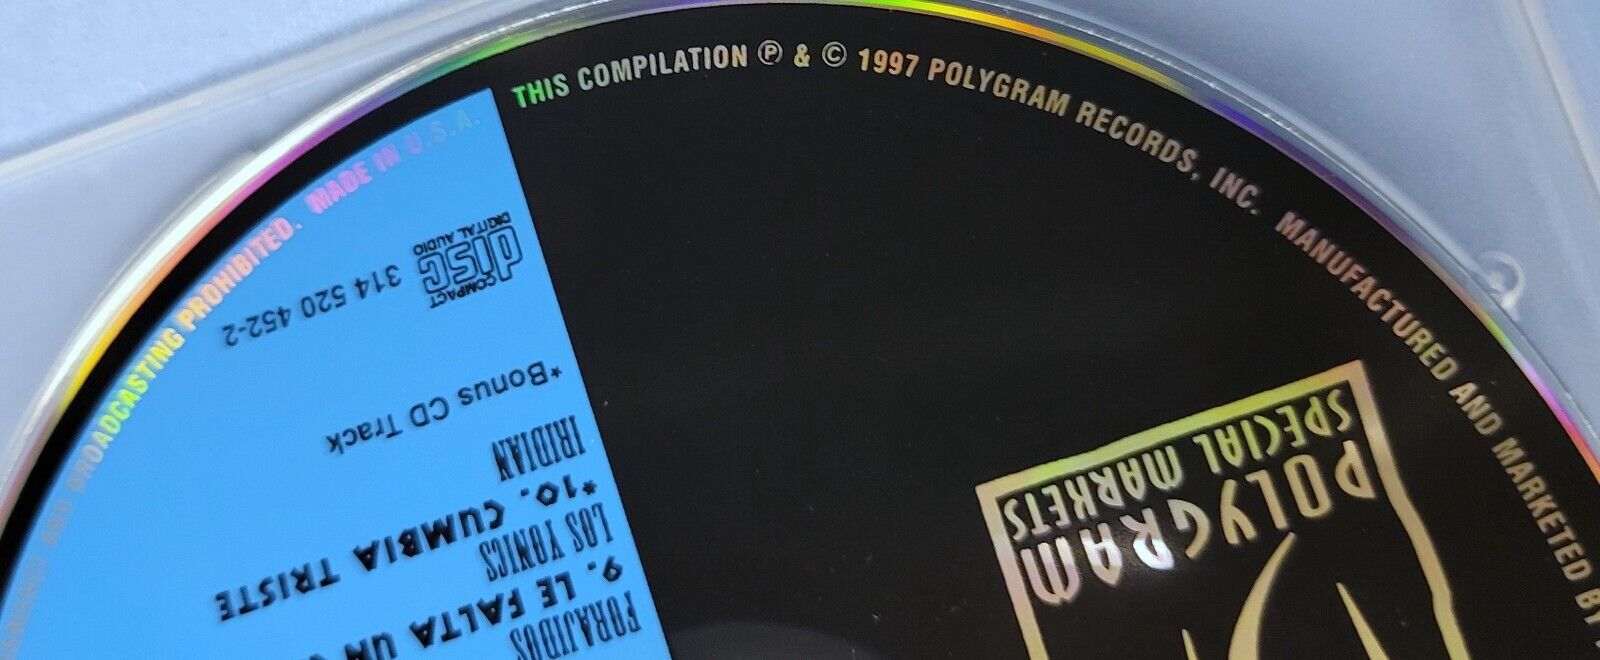 THIS COMPILATION ℗ & © 1997 POLYGRAM RECORDS, INC. MANUFACTURED AND MARKETED BY
AND BROADCASTING PROHIBITED. MADE IN U.S.A.
POLYGRAM
SPECIAL MARKETS
FORAJIDOS
9. LE FALTA UN
LOS YONICS
*10. CUMBIA TRISTE
IRIDIAN
*Bonus CD Track
314 520 452-2
COMPACT
disc
DIGITAL AUDIO